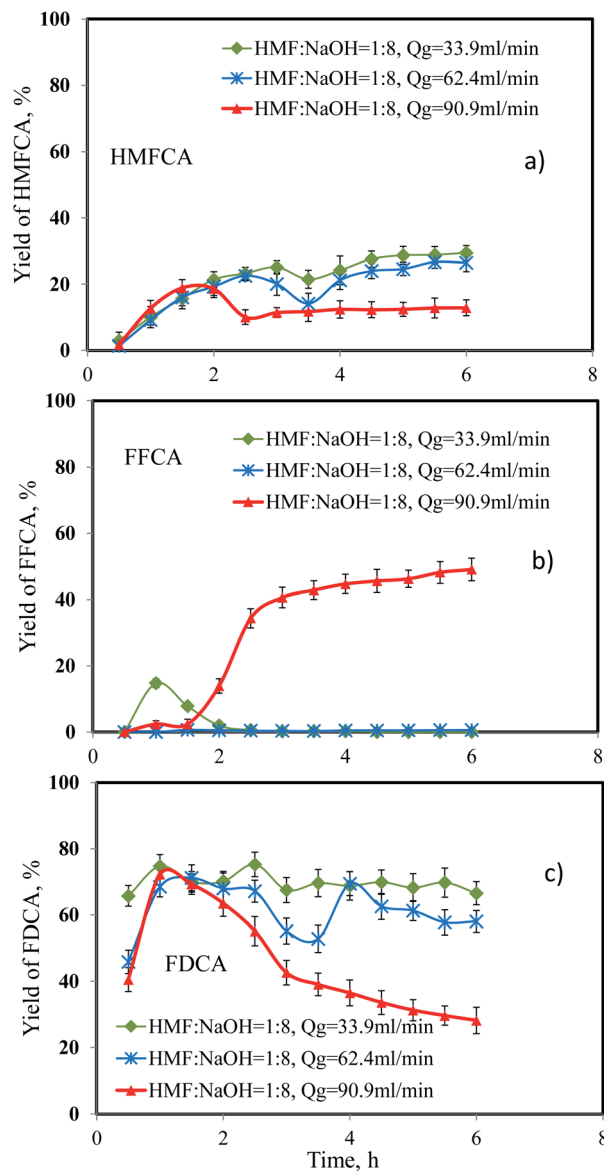 100
80
60
40
20
0
Yield of HMFCA, %
HMF:NaOH=1:8, Qg=33.9ml/min
HMF:NaOH=1:8, Qg=62.4ml/min
HMF:NaOH=1:8, Qg=90.9ml/min
HMFCA
a)
0 2 4 6 8
100
80
60
40
20
0
Yield of FFCA, %
HMF:NaOH=1:8, Qg=33.9ml/min
FFCA
HMF:NaOH=1:8, Qg=62.4ml/min
HMF:NaOH=1:8, Qg=90.9ml/min
b)
0 2 4 6 8
100
80
60
40
20
0
Yield of FDCA, %
c)
FDCA
HMF:NaOH=1:8, Qg=33.9ml/min
HMF:NaOH=1:8, Qg=62.4ml/min
HMF:NaOH=1:8, Qg=90.9ml/min
0 2 4 6 8
Time, h